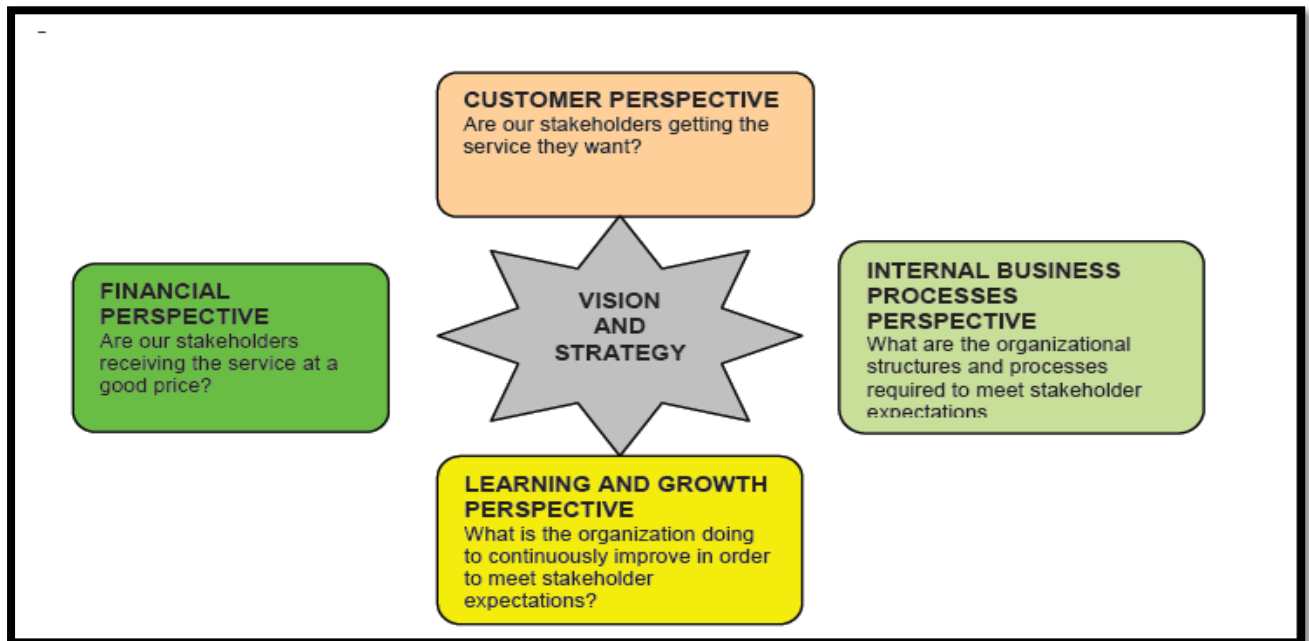 -
CUSTOMER PERSPECTIVE
Are our stakeholders getting the
service they want?
FINANCIAL
PERSPECTIVE
Are our stakeholders
receiving the service at a
good price?
VISION
AND
STRATEGY
INTERNAL BUSINESS
PROCESSES
PERSPECTIVE
What are the organizational
structures and processes
required to meet stakeholder
expectations
LEARNING AND GROWTH
PERSPECTIVE
What is the organization doing
to continuously improve in order
to meet stakeholder
expectations?